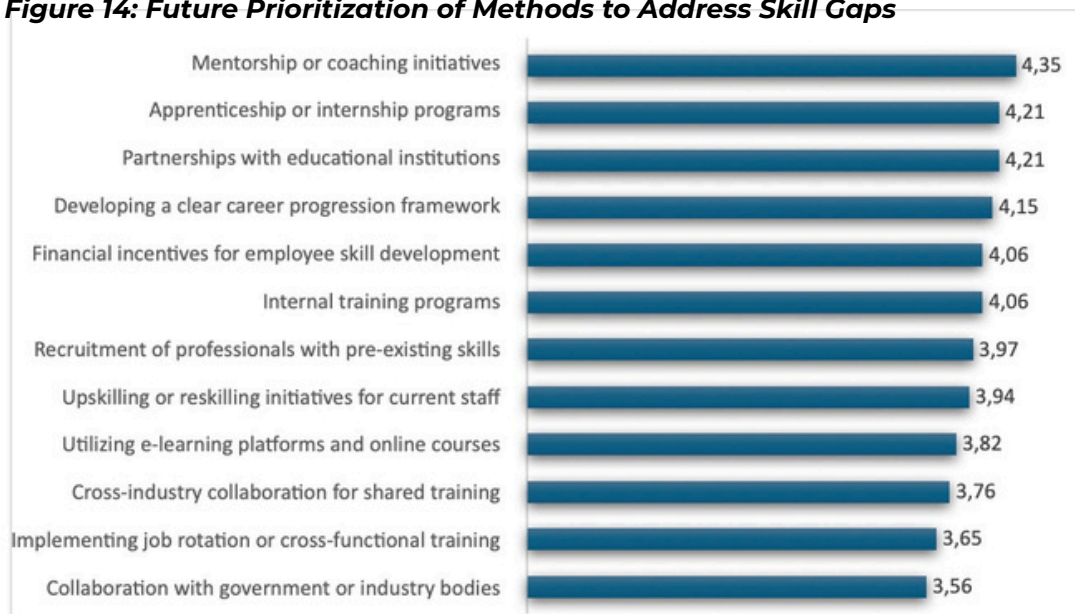 Figure 14: Future Prioritization of Methods to Address Skill Gaps
Mentorship or coaching initiatives 4,35
Apprenticeship or internship programs 4,21
Partnerships with educational institutions 4,21
Developing a clear career progression framework 4,15
Financial incentives for employee skill development 4,06
Internal training programs 4,06
Recruitment of professionals with pre-existing skills 3,97
Upskilling or reskilling initiatives for current staff 3,94
Utilizing e-learning platforms and online courses 3,82
Cross-industry collaboration for shared training 3,76
Implementing job rotation or cross-functional training 3,65
Collaboration with government or industry bodies 3,56